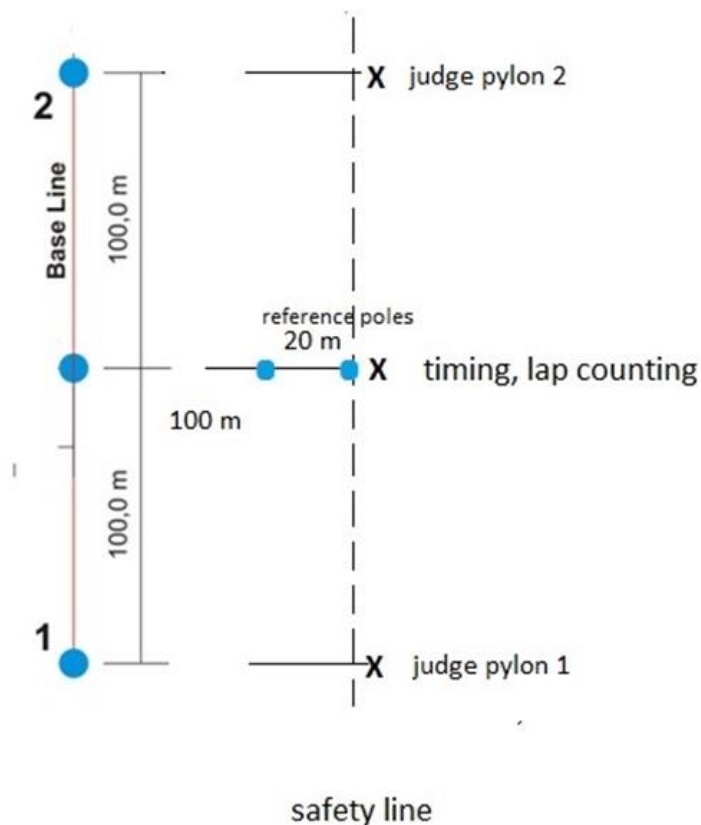 X judge pylon 2
2
Base Line
100,0 m
reference poles
20 m
X timing, lap counting
100 m
100,0 m
1
X judge pylon 1
safety line